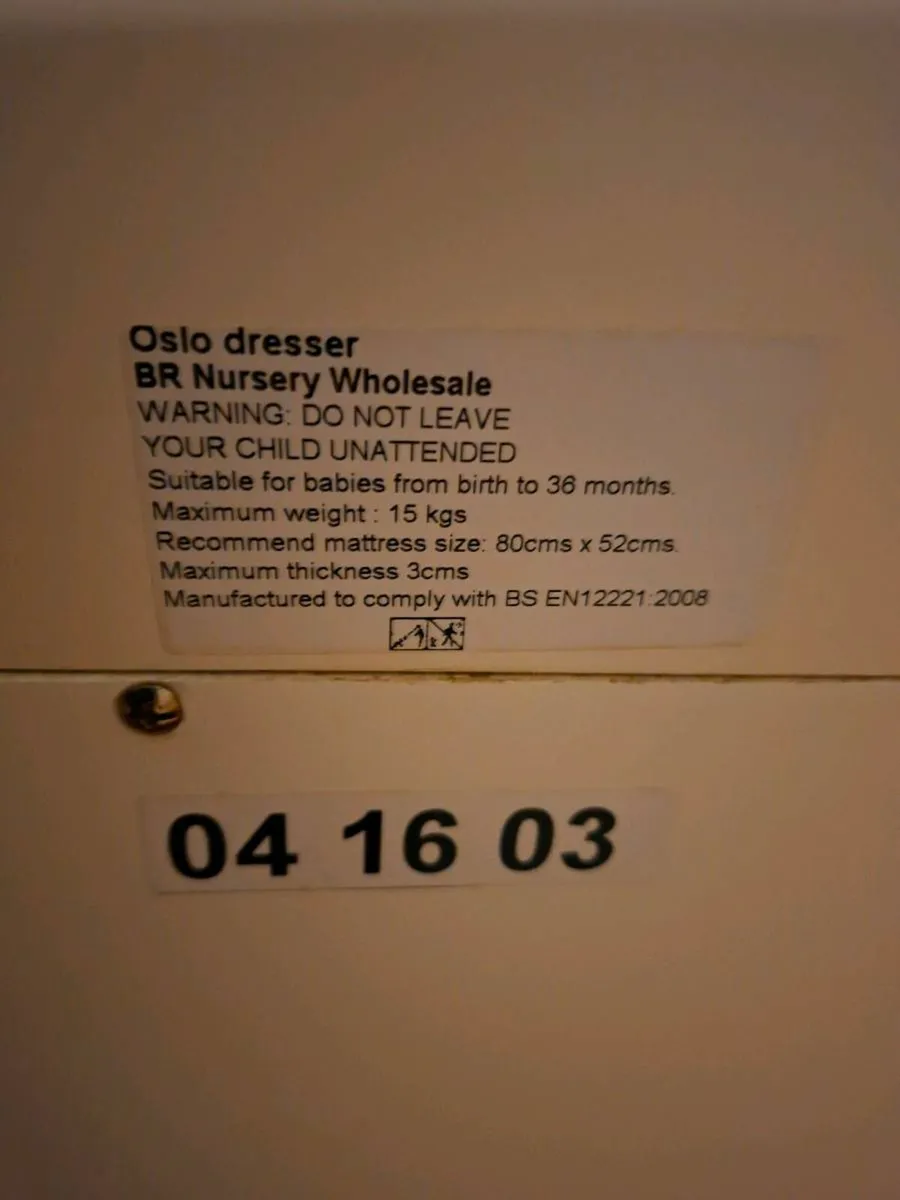 Oslo dresser
BR Nursery Wholesale
WARNING: DO NOT LEAVE
YOUR CHILD UNATTENDED
Suitable for babies from birth to 36 months.
Maximum weight : 15 kgs
Recommend mattress size: 80cms x 52cms.
Maximum thickness 3cms
Manufactured to comply with BS EN12221:2008
04 16 03